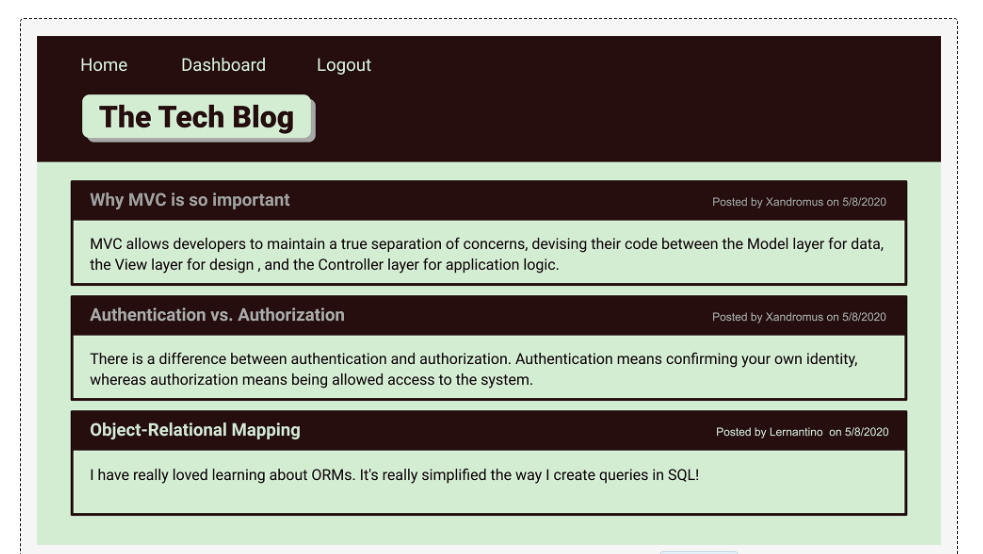 Home Dashboard Logout
The Tech Blog
Why MVC is so important Posted by Xandromus on 5/8/2020
MVC allows developers to maintain a true separation of concerns, devising their code between the Model layer for data,
the View layer for design , and the Controller layer for application logic.
Authentication vs. Authorization Posted by Xandromus on 5/8/2020
There is a difference between authentication and authorization. Authentication means confirming your own identity,
whereas authorization means being allowed access to the system.
Object-Relational Mapping Posted by Lernantino on 5/8/2020
I have really loved learning about ORMs. It's really simplified the way I create queries in SQL!